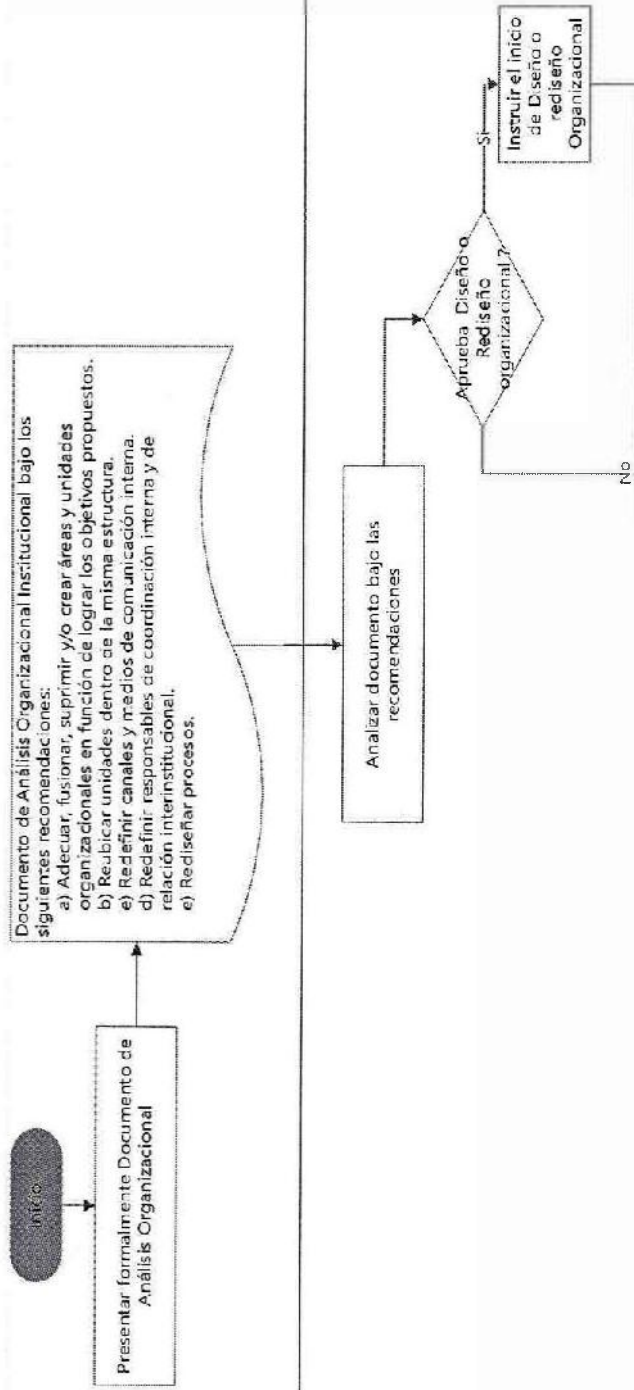 Inicio
Presentar formalmente Documento de
Análisis Organizacional
Documento de Análisis Organizacional Institucional bajo los
siguientes recomendaciones:
a) Adecuar, fusionar, suprimir y/o crear áreas y unidades
organizacionales en función de lograr los objetivos propuestos.
b) Reubicar unidades dentro de la misma estructura.
e) Redefinir canales y medios de comunicación interna.
d) Redefinir responsables de coordinación interna y de
relación interinstitucional.
e) Rediseñar procesos.
Analizar documento bajo las
recomendaciones
Aprueba Diseño o
Rediseño
organizacional ?
Si
No
Instruir el inicio
de Diseño o
rediseño
Organizacional